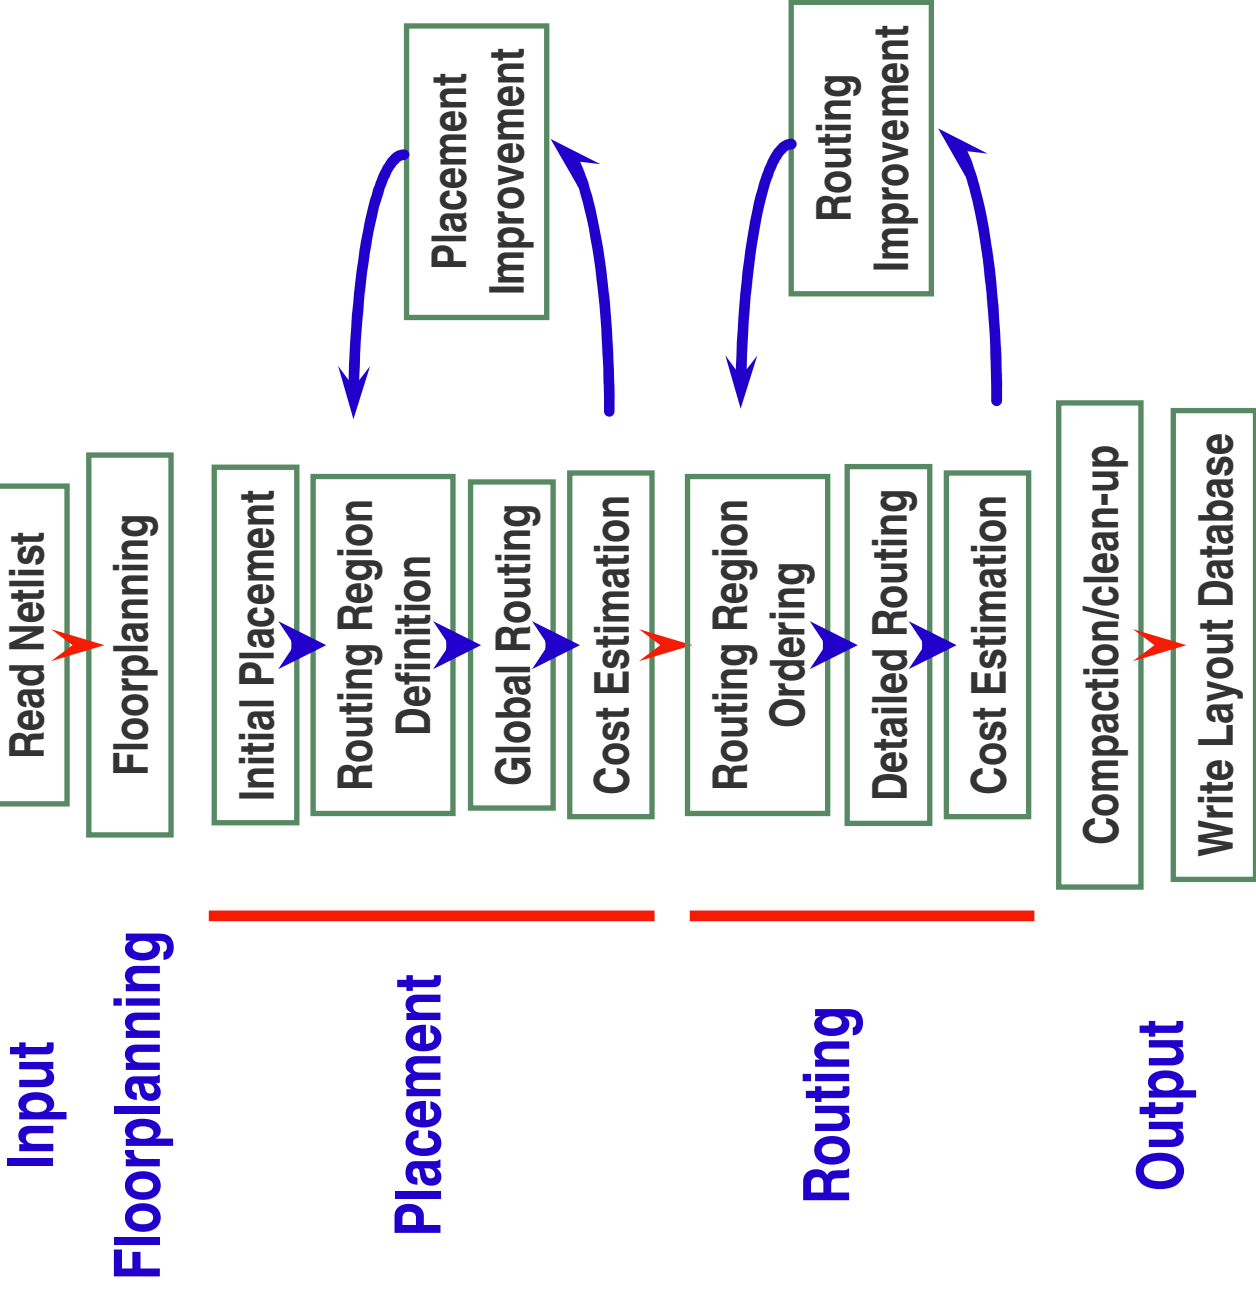 Input
Read Netlist
Floorplanning
Floorplanning
Placement
Initial Placement
Routing Region
Definition
Global Routing
Cost Estimation
Placement
Improvement
Routing
Routing Region
Ordering
Detailed Routing
Cost Estimation
Routing
Improvement
Output
Compaction/clean-up
Write Layout Database